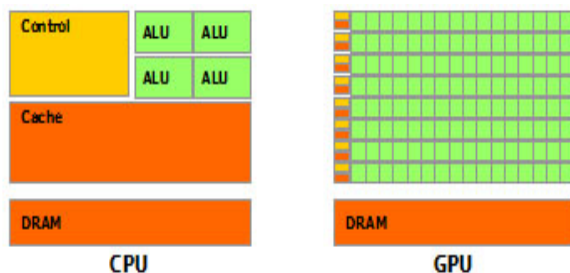 Control
ALU ALU
ALU ALU
Cache
DRAM
CPU
DRAM
GPU